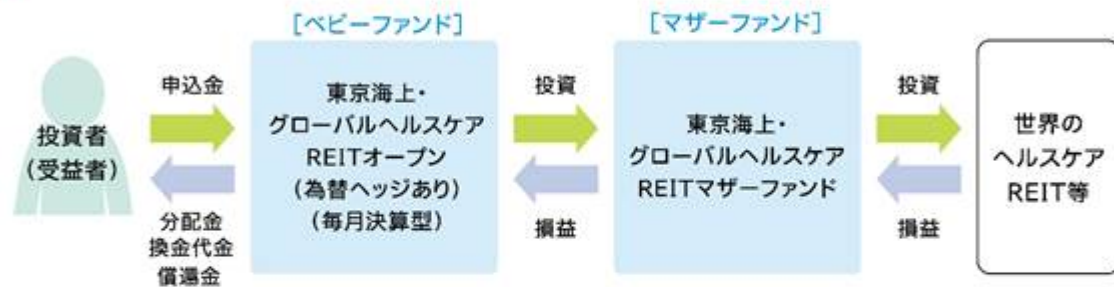 [ベビーファンド]
[マザーファンド]
申込金
投資者
(受益者)
分配金
換金代金
償還金
東京海上・
グローバルヘルスケア
REITオープン
(為替ヘッジあり)
(毎月決算型)
投資
損益
東京海上・
グローバルヘルスケア
REITマザーファンド
投資
損益
世界の
ヘルスケア
REIT等